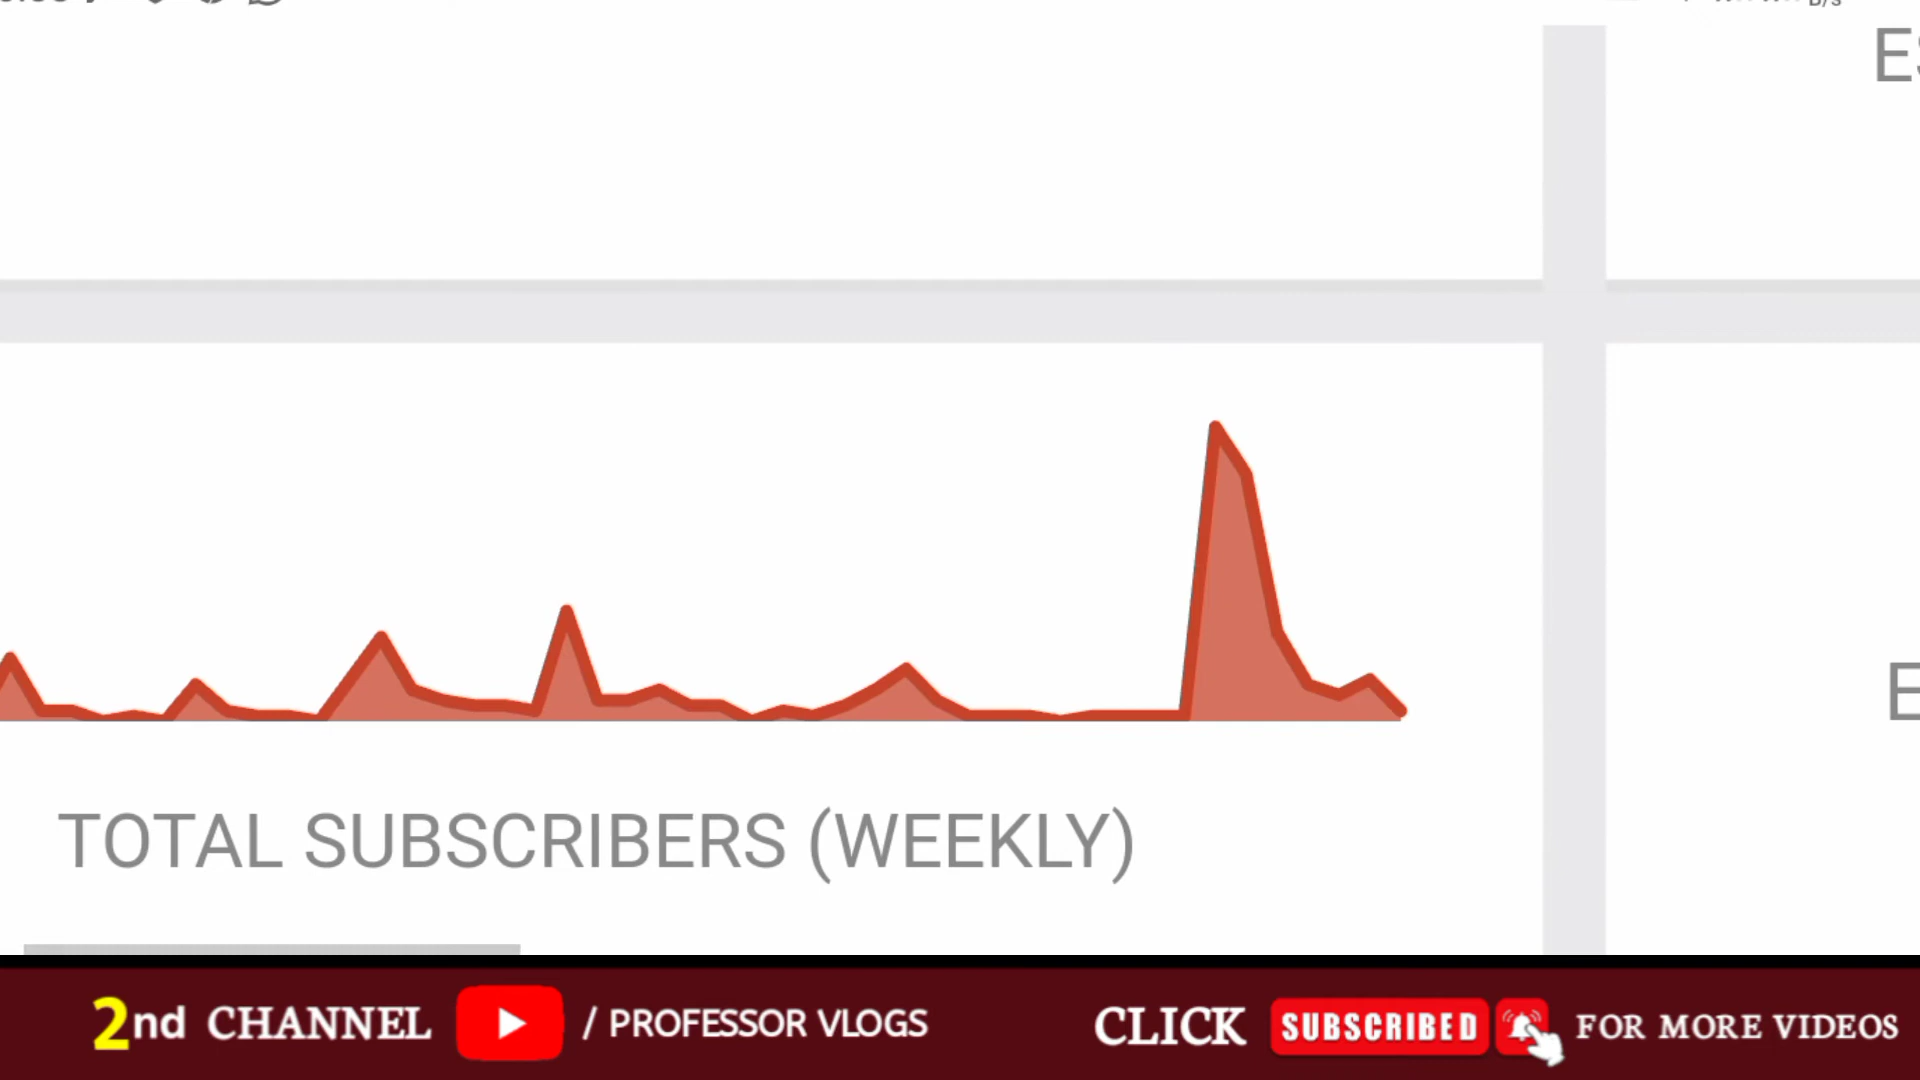 B/s
TOTAL SUBSCRIBERS (WEEKLY)
2nd CHANNEL / PROFESSOR VLOGS CLICK SUBSCRIBED FOR MORE VIDEOS